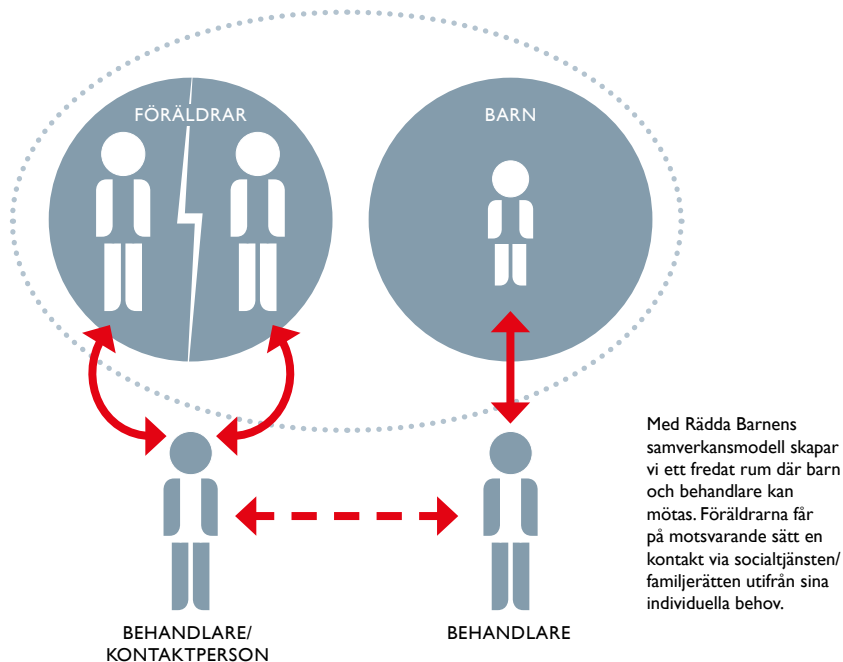 FÖRÄLDRAR
BARN
BEHANDLARE/
KONTAKTPERSON
BEHANDLARE
Med Rädda Barnens
samverkansmodell skapar
vi ett fredat rum där barn
och behandlare kan
mötas. Föräldrarna får
på motsvarande sätt en
kontakt via socialtjänsten/
familjerätten utifrån sina
individuella behov.